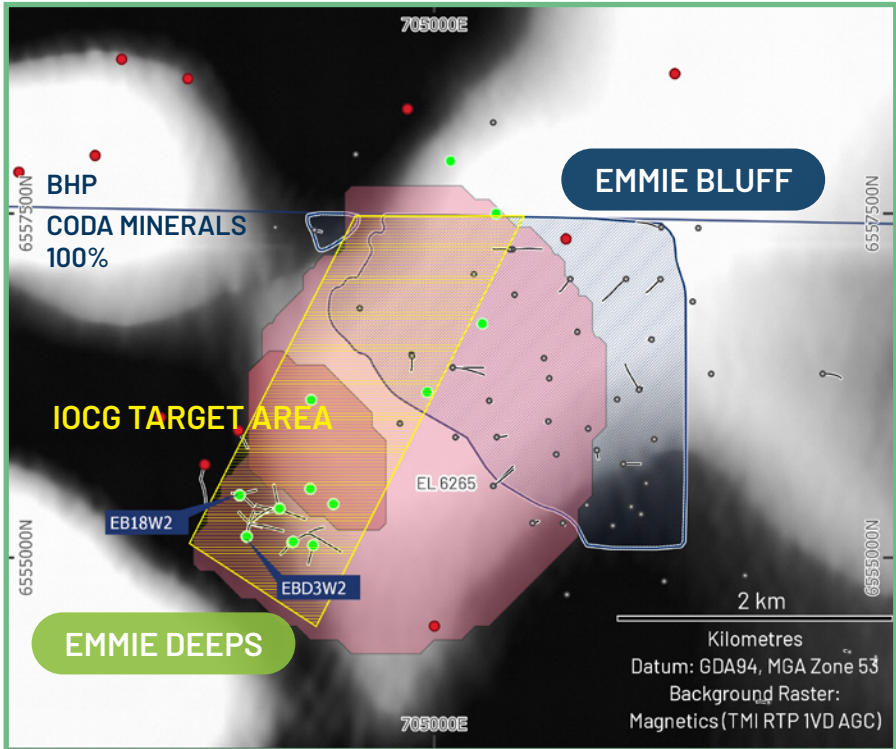 705000E
EMMIE BLUFF
BHP
6557500N
CODA MINERALS
100%
6557500N
IOCG TARGET AREA
EL 6265
EB18W2
6555000N
6555000N
EBD3W2
2 km
EMMIE DEEPS
Kilometres
Datum: GDA94, MGA Zone 53
Background Raster:
Magnetics (TMI RTP 1VD AGC)
705000E